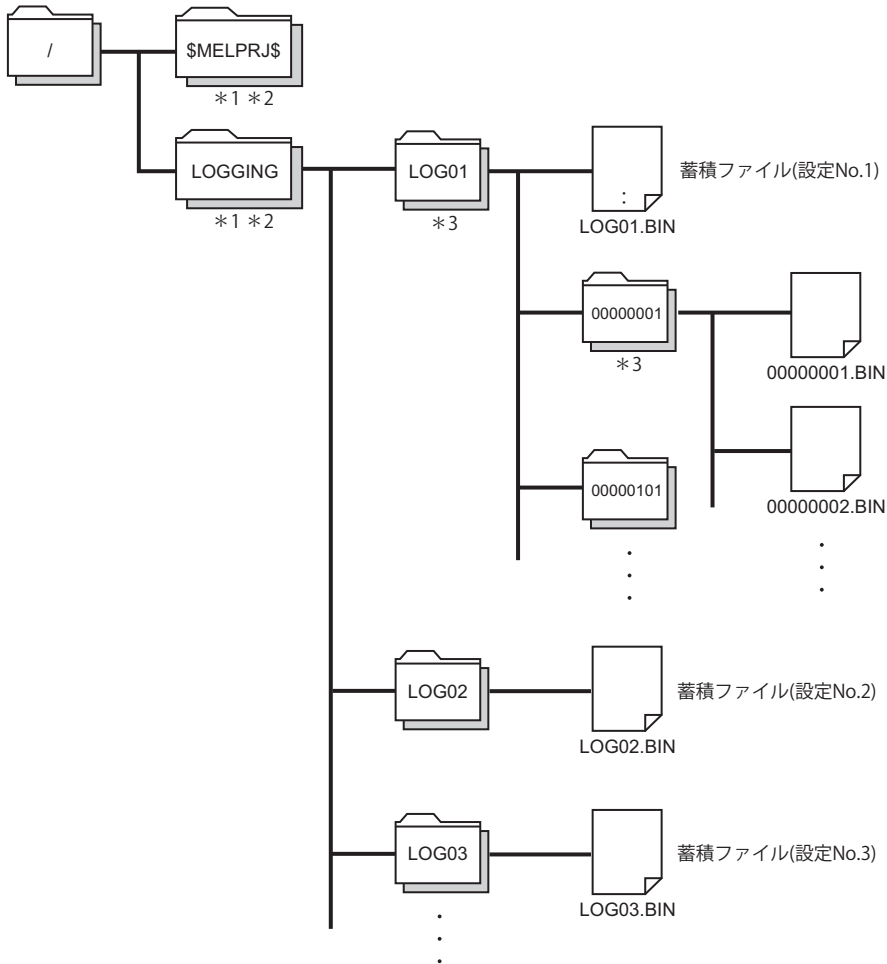 /
$MELPRJ$
＊1 ＊2
LOGGING
＊1 ＊2
LOG01
＊3
:
LOG01.BIN
蓄積ファイル(設定No.1)
00000001
＊3
00000001.BIN
00000101
00000002.BIN
LOG02
LOG02.BIN
蓄積ファイル(設定No.2)
LOG03
LOG03.BIN
蓄積ファイル(設定No.3)